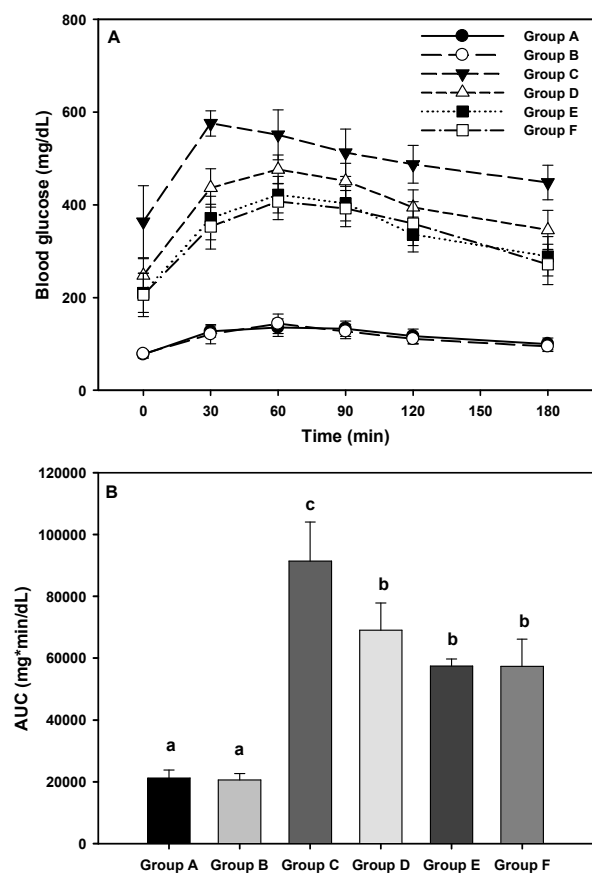 A
800
600
400
200
0
Blood glucose (mg/dL)
Group A
Group B
Group C
Group D
Group E
Group F
0 30 60 90 120 150 180
Time (min)
B
120000
100000
80000
60000
40000
20000
0
AUC (mg*min/dL)
a a c b b b
Group A Group B Group C Group D Group E Group F